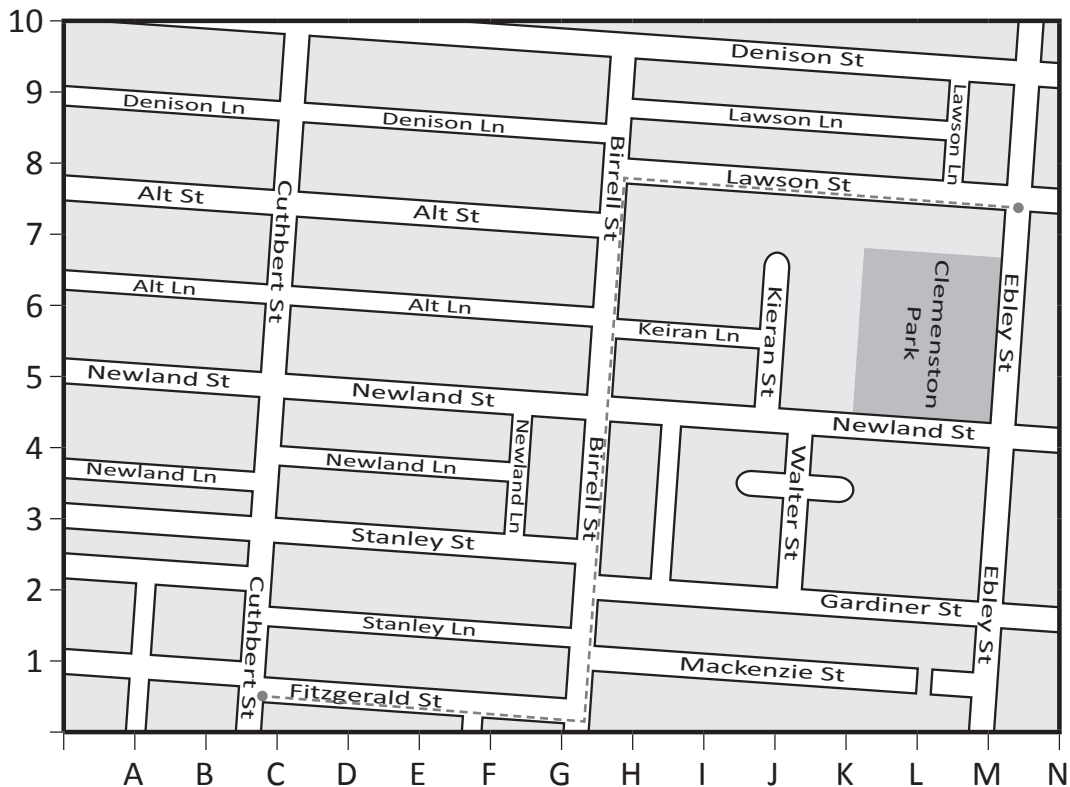 10
Denison St
9
Denison Ln
Denison Ln
Lawson Ln
Lawson Ln
8
Birrell St
Lawson St
Alt St
Cuthbert St
Alt St
7
Clemenston
Park
Ebley St
Kieran St
6
Alt Ln
Alt Ln
Keiran Ln
5
Newland St
Newland St
Newland St
4
Newland Ln
Birrell St
Walter St
Newland Ln
Newland Ln
3
Stanley St
2
Cuthbert St
Ebley St
Gardiner St
Stanley Ln
1
Mackenzie St
Fitzgerald St
A B C D E F G H I J K L M N